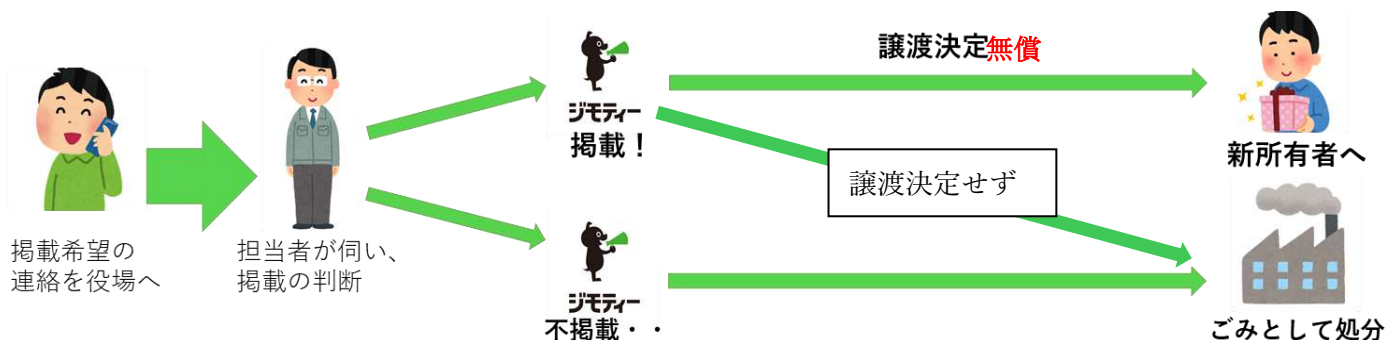 掲載希望の
連絡を役場へ
担当者が伺い、
掲載の判断
ジモティー
掲載！
ジモティー
不掲載・・
譲渡決定無償
譲渡決定せず
新所有者へ
ごみとして処分